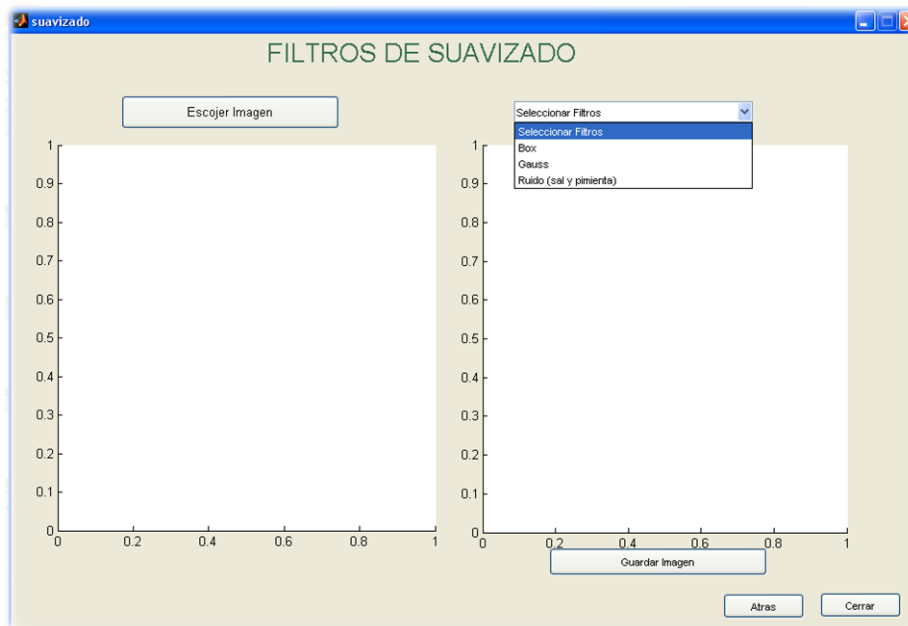 suavizado
FILTROS DE SUAVIZADO
Escojer Imagen
Seleccionar Filtros
Seleccionar Filtros
Box
Gauss
Ruido (sal y pimienta)
1
0.9
0.8
0.7
0.6
0.5
0.4
0.3
0.2
0.1
0
0 0.2 0.4 0.6 0.8 1
1
0.9
0.8
0.7
0.6
0.5
0.4
0.3
0.2
0.1
0
0 0.2 0.4 0.6 0.8 1
Guardar Imagen
Atras Cerrar